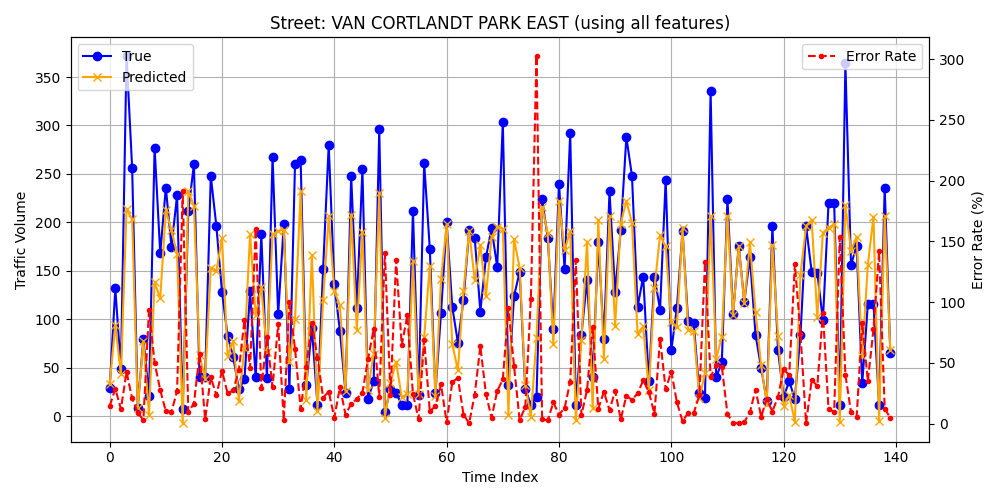 Street: VAN CORTLANDT PARK EAST (using all features)
True
Predicted
Error Rate
Traffic Volume
350
300
250
200
150
100
50
0
300
250
200
150
100
50
0
Error Rate (%)
0 20 40 60 80 100 120 140
Time Index